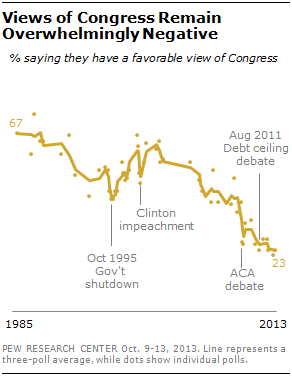 Views of Congress Remain
Overwhelmingly Negative
% saying they have a favorable view of Congress
67
Aug 2011
Debt ceiling
debate
Clinton
impeachment
Oct 1995
Gov't
shutdown
23
ACA
debate
1985
2013
PEW RESEARCH CENTER Oct. 9-13, 2013. Line represents a
three-poll average, while dots show individual polls.